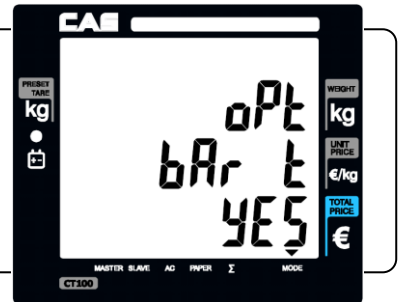 CAS
PRESET
TARE
kg
WEIGHT
kg
UNIT
PRICE
€/kg
TOTAL
PRICE
€
oPt
bAr t
YES
MASTER SLAVE AC PAPER Σ MODE
CT100